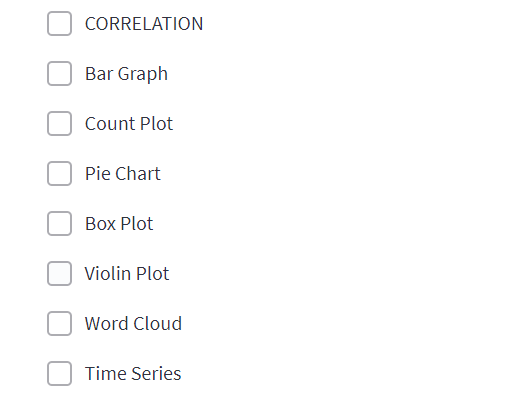 CORRELATION
Bar Graph
Count Plot
Pie Chart
Box Plot
Violin Plot
Word Cloud
Time Series